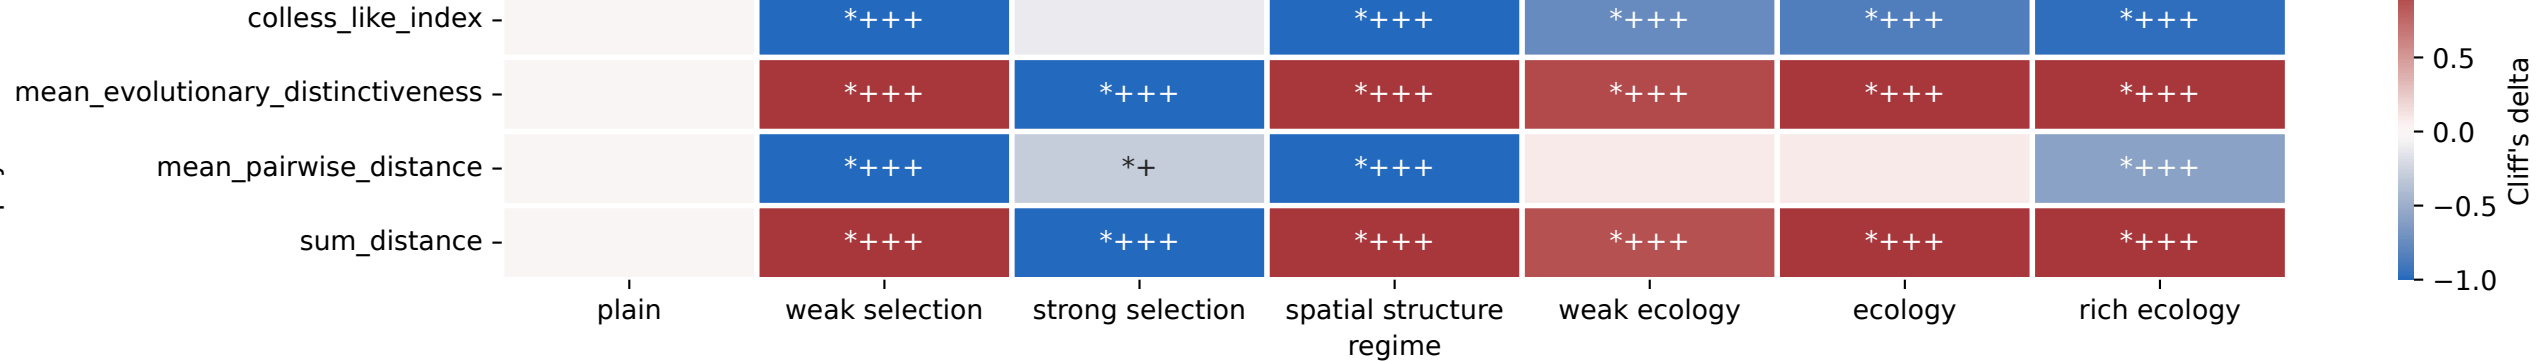 colless_like_index *+++ *+++ *+++ *+++ *+++
mean_evolutionary_distinctiveness *+++ *+++ *+++ *+++ *+++ *+++
mean_pairwise_distance *+++ *+ *+++ *+++
sum_distance *+++ *+++ *+++ *+++ *+++ *+++
plain weak selection strong selection spatial structure weak ecology ecology rich ecology
regime
0.5
0.0
−0.5
−1.0
Cliff's delta